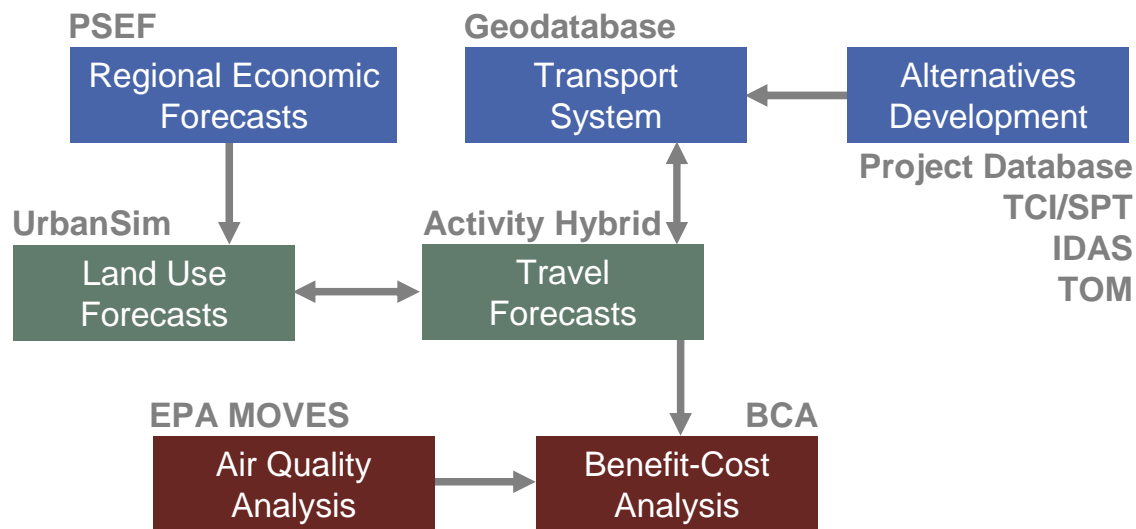 PSEF
Regional Economic
Forecasts
Geodatabase
Transport
System
Alternatives
Development
Project Database
TCI/SPT
IDAS
TOM
UrbanSim
Land Use
Forecasts
Activity Hybrid
Travel
Forecasts
EPA MOVES
Air Quality
Analysis
BCA
Benefit-Cost
Analysis